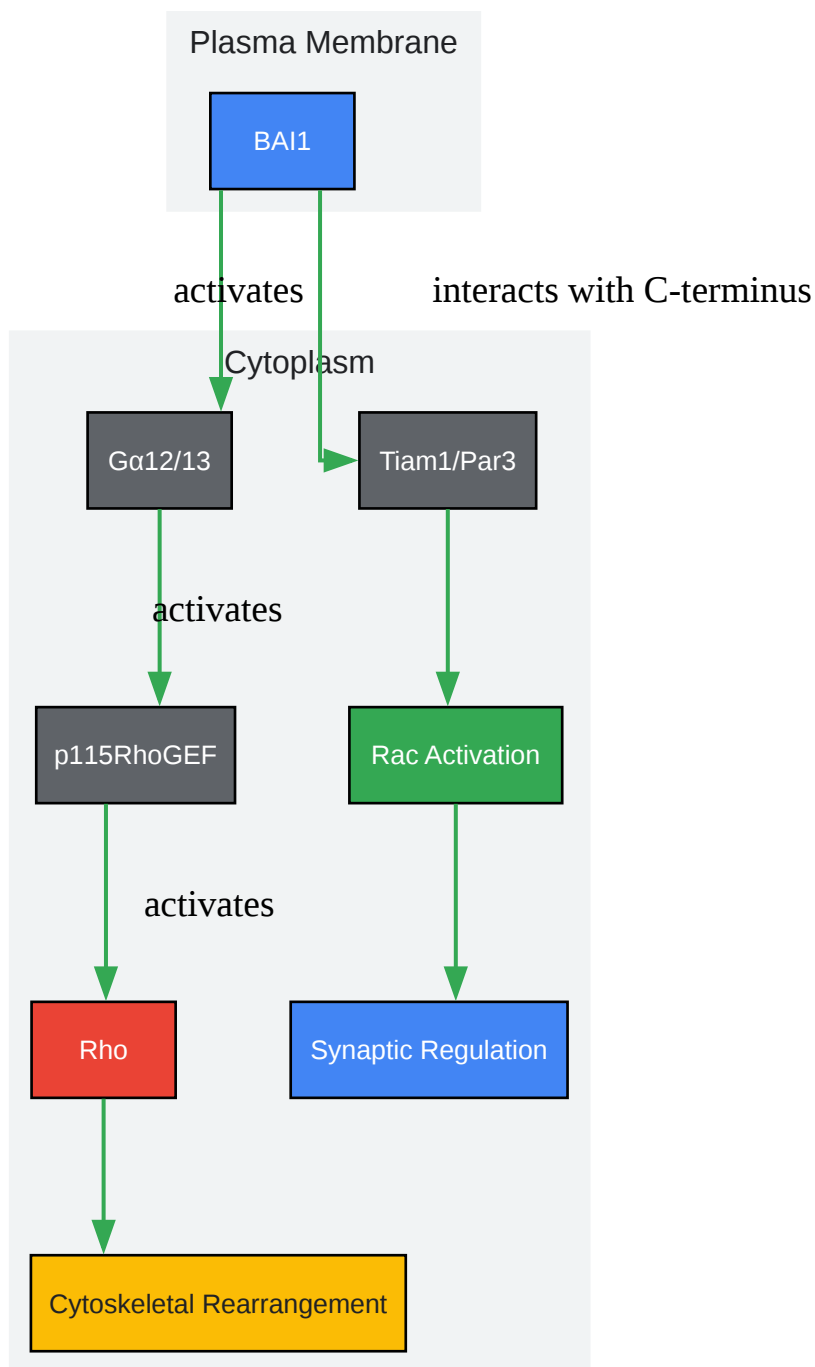 Plasma Membrane
BAI1
activates
interacts with C-terminus
Cytoplasm
Gα12/13
Tiam1/Par3
activates
p115RhoGEF
Rac Activation
activates
Rho
Synaptic Regulation
Cytoskeletal Rearrangement